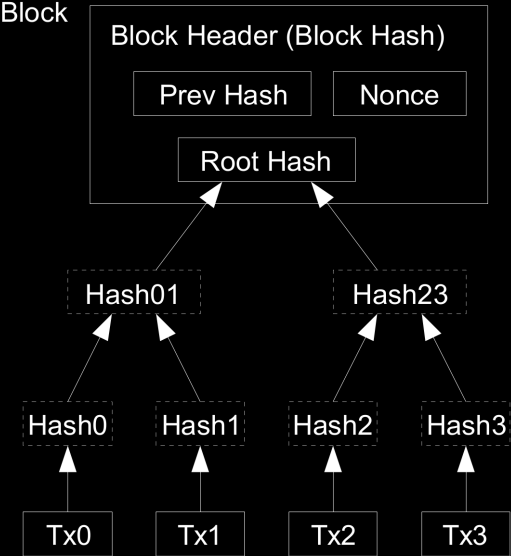 Block
Block Header (Block Hash)
Prev Hash
Nonce
Root Hash
Hash01
Hash23
Hash0
Hash1
Hash2
Hash3
Tx0
Tx1
Tx2
Tx3